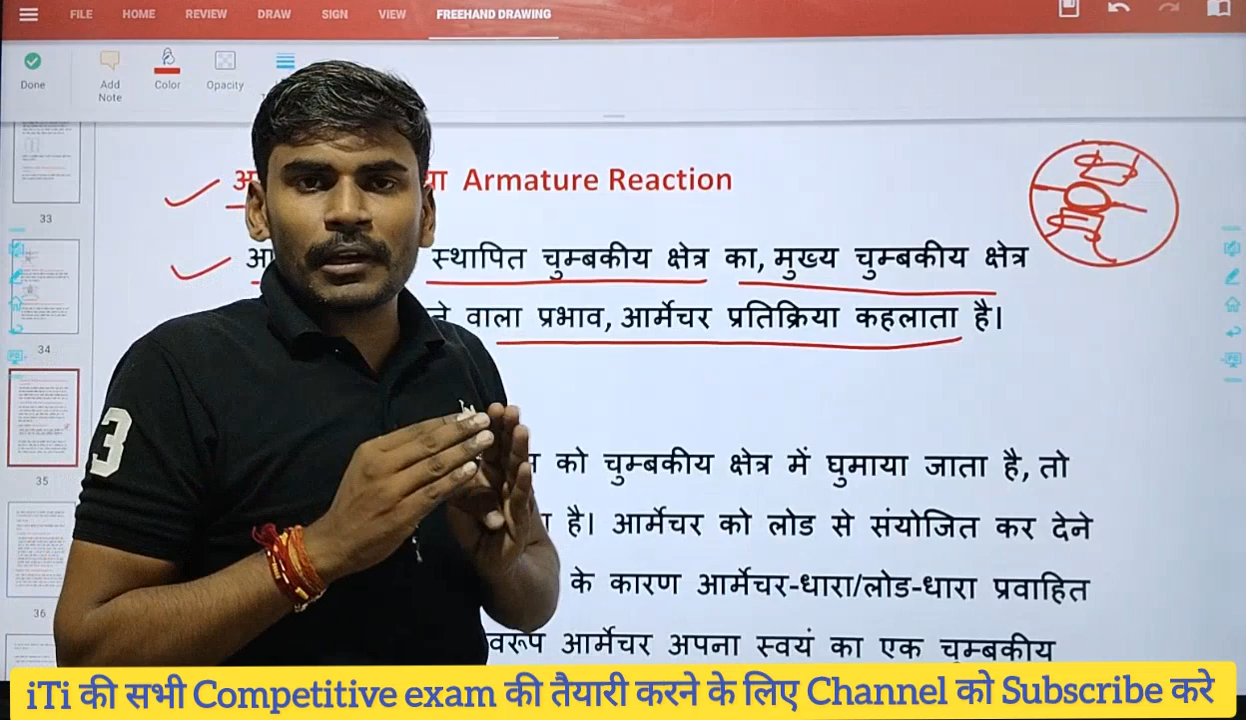 FILE HOME REVIEW DRAW SIGN VIEW FREEHAND DRAWING
Done Add Note Color Opacity
33
या Armature Reaction
स्थापित चुम्बकीय क्षेत्र का, मुख्य चुम्बकीय क्षेत्र
वाला प्रभाव, आर्मेचर प्रतिक्रिया कहलाता है।
34
को चुम्बकीय क्षेत्र में घुमाया जाता है, तो
35
है। आर्मेचर को लोड से संयोजित कर देने
के कारण आर्मेचर-धारा/लोड-धारा प्रवाहित
36
आर्मेचर अपना स्वयं का एक चुम्बकीय
3
iTi की सभी Competitive exam की तैयारी करने के लिए Channel को Subscribe करे